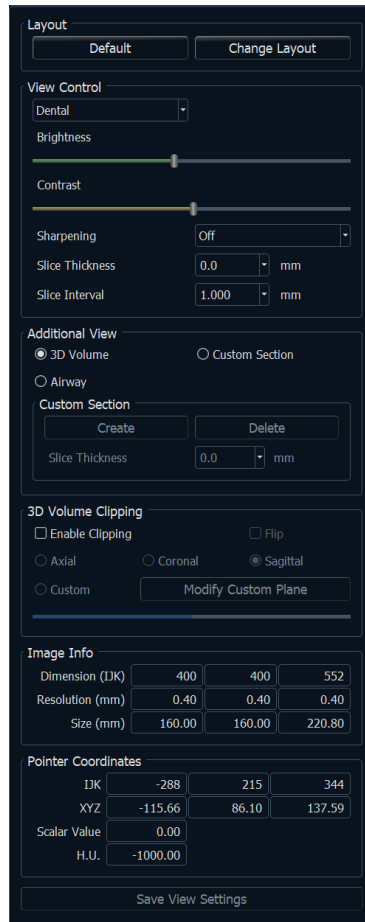 Layout
Default Change Layout
View Control
Dental
Brightness
Contrast
Sharpening Off
Slice Thickness 0.0 mm
Slice Interval 1.000 mm
Additional View
3D Volume Custom Section
Airway
Custom Section
Create Delete
Slice Thickness 0.0 mm
3D Volume Clipping
Enable Clipping Flip
Axial Coronal Sagittal
Custom Modify Custom Plane
Image Info
Dimension (IJK) 400 400 552
Resolution (mm) 0.40 0.40 0.40
Size (mm) 160.00 160.00 220.80
Pointer Coordinates
IJK -288 215 344
XYZ -115.66 86.10 137.59
Scalar Value 0.00
H.U. -1000.00
Save View Settings